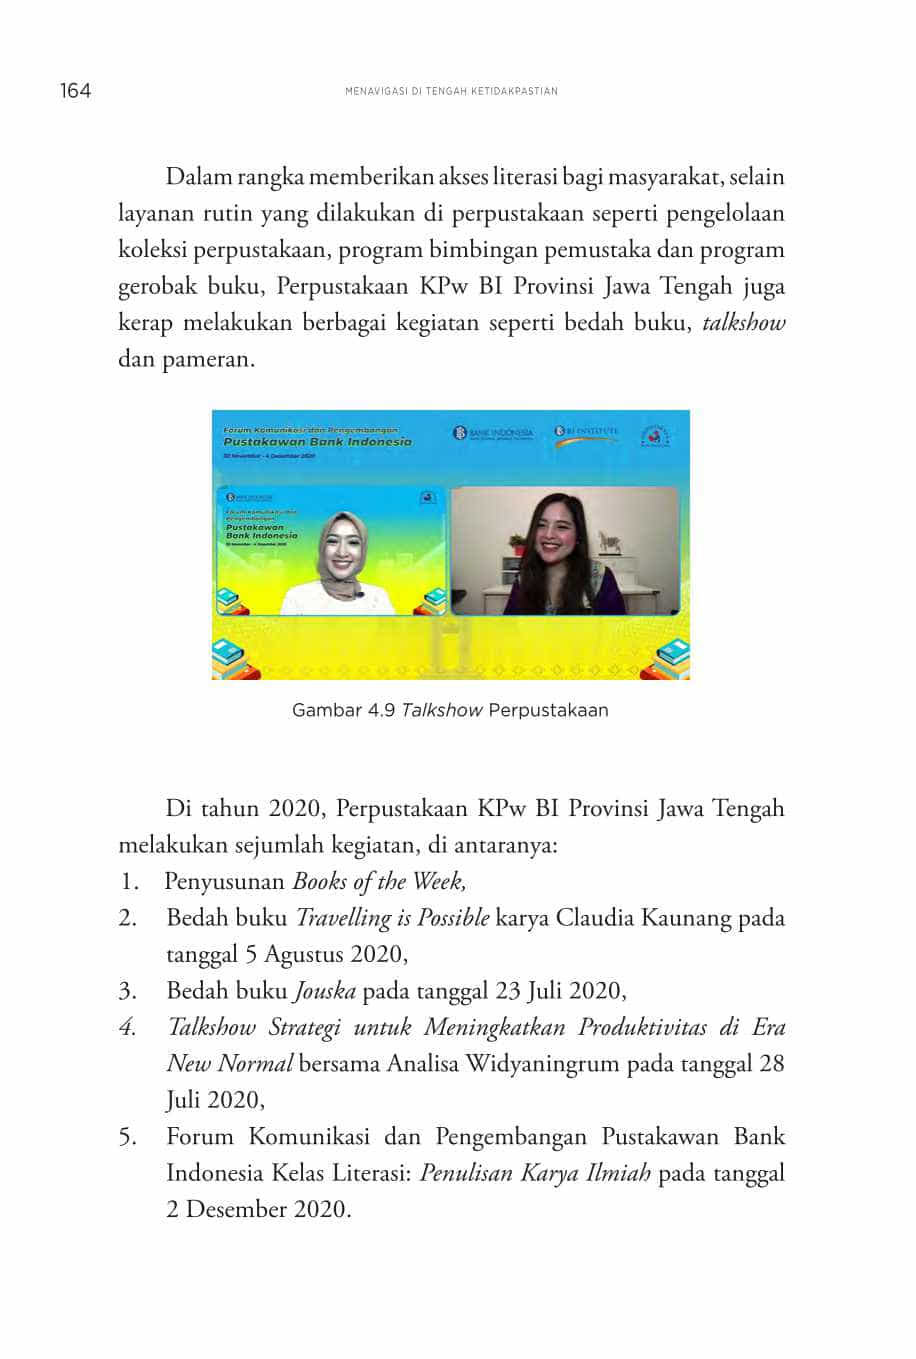 164
MENAVIGASI DI TENGAH KETIDAKPASTIAN
Dalam rangka memberikan akses literasi bagi masyarakat, selain
layanan rutin yang dilakukan di perpustakaan seperti pengelolaan
koleksi perpustakaan, program bimbingan pemustaka dan program
gerobak buku, Perpustakaan KPw BI Provinsi Jawa Tengah juga
kerap melakukan berbagai kegiatan seperti bedah buku, talkshow
dan pameran.
Forum Komunikasi dan Pengembangan
Pustakawan Bank Indonesia
30 November - 4 Desember 2020
BANK INDONESIA
BI INSTITUTE
BANK INDONESIA
Forum Komunikasi dan
Pengembangan
Pustakawan
Bank Indonesia
30 November - 4 Desember 2020
Gambar 4.9 Talkshow Perpustakaan
Di tahun 2020, Perpustakaan KPw BI Provinsi Jawa Tengah
melakukan sejumlah kegiatan, di antaranya:
1. Penyusunan Books of the Week,
2. Bedah buku Travelling is Possible karya Claudia Kaunang pada
tanggal 5 Agustus 2020,
3. Bedah buku Jouska pada tanggal 23 Juli 2020,
4. Talkshow Strategi untuk Meningkatkan Produktivitas di Era
New Normal bersama Analisa Widyaningrum pada tanggal 28
Juli 2020,
5. Forum Komunikasi dan Pengembangan Pustakawan Bank
Indonesia Kelas Literasi: Penulisan Karya Ilmiah pada tanggal
2 Desember 2020.